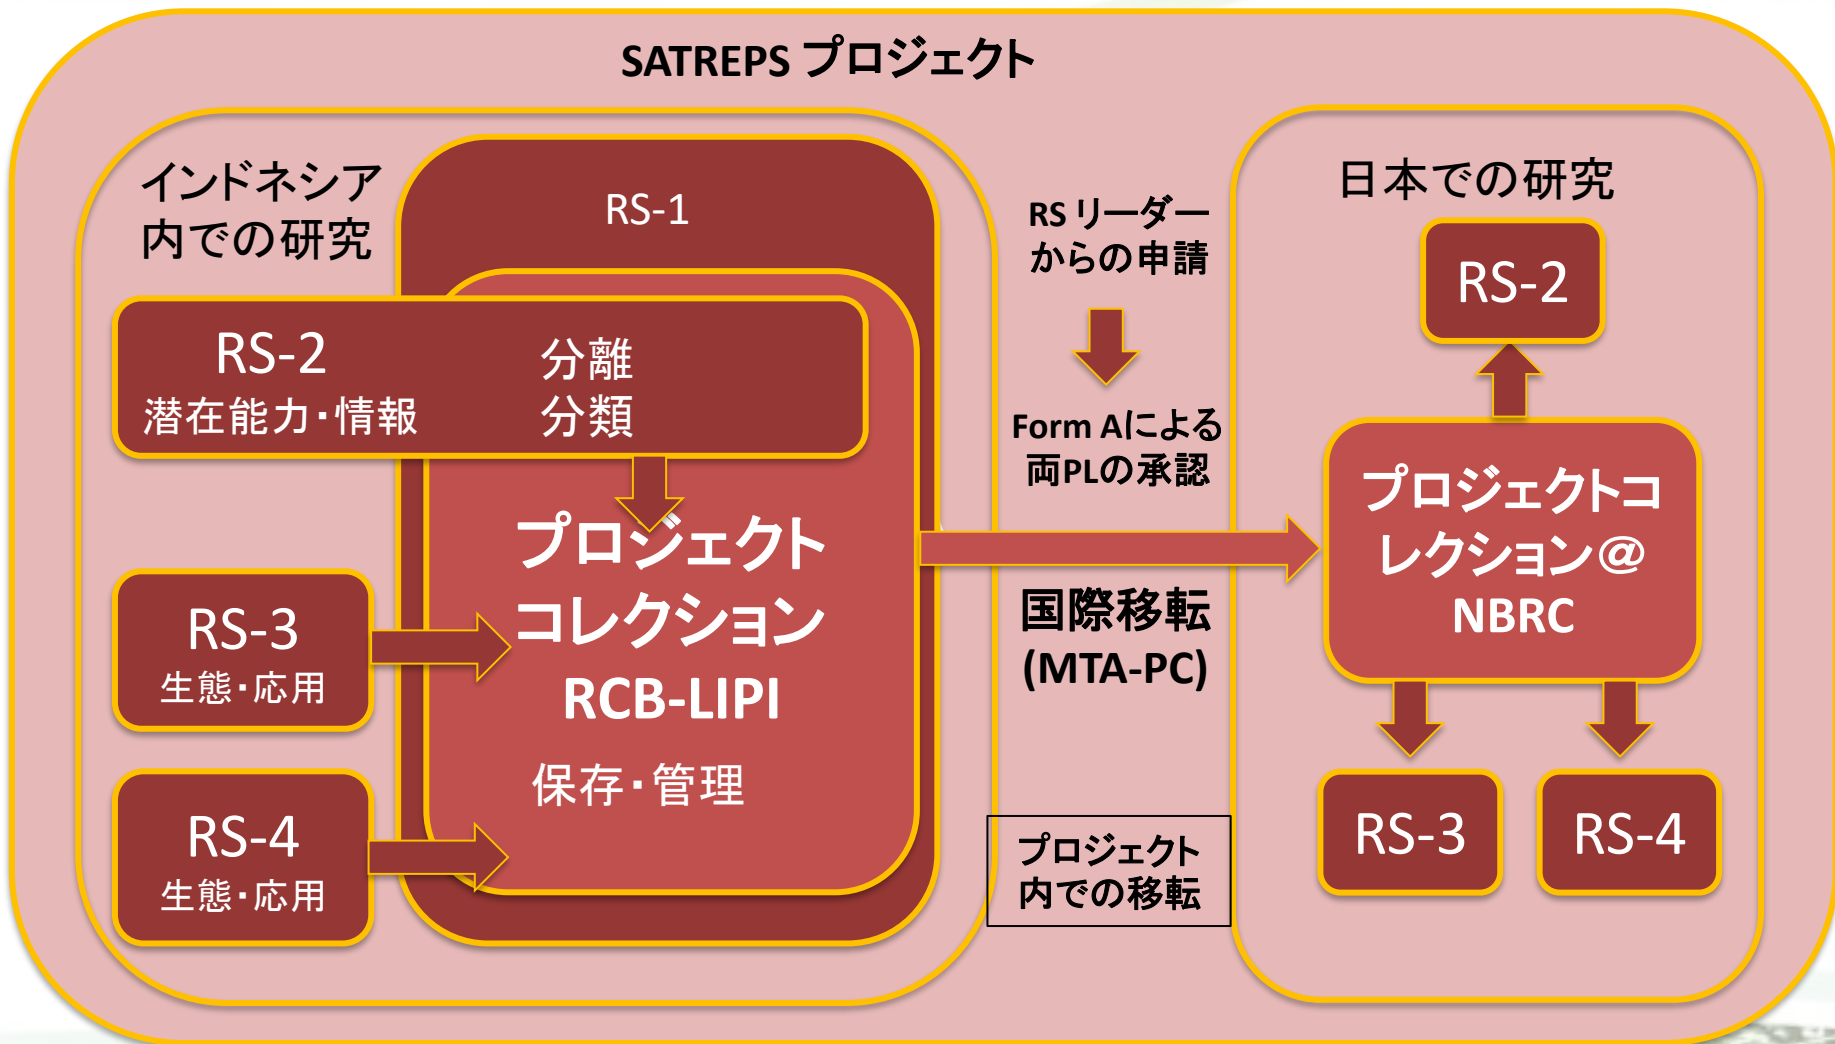 SATREPS プロジェクト
インドネシア
内での研究
RS-1
RS-2
潜在能力・情報
分離
分類
プロジェクト
コレクション
RCB-LIPI
保存・管理
RS-3
生態・応用
RS-4
生態・応用
RS リーダー
からの申請
Form Aによる
両PLの承認
国際移転
(MTA-PC)
プロジェクト
内での移転
日本での研究
RS-2
プロジェクトコ
レクション@
NBRC
RS-3
RS-4